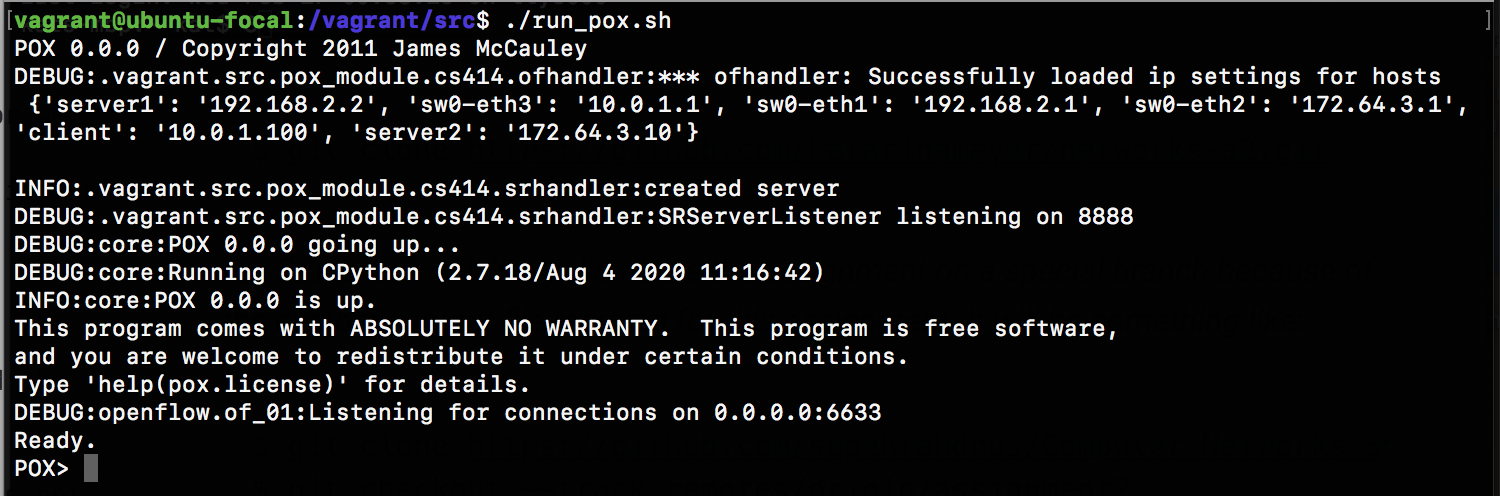 [vagrant@ubuntu-focal:/vagrant/src$ ./run_pox.sh ]
POX 0.0.0 / Copyright 2011 James McCauley
DEBUG:.vagrant.src.pox_module.cs414.ofhandler:*** ofhandler: Successfully loaded ip settings for hosts
 {'server1': '192.168.2.2', 'sw0-eth3': '10.0.1.1', 'sw0-eth1': '192.168.2.1', 'sw0-eth2': '172.64.3.1',
'client': '10.0.1.100', 'server2': '172.64.3.10'}
INFO:.vagrant.src.pox_module.cs414.srhandler:created server
DEBUG:.vagrant.src.pox_module.cs414.srhandler:SRServerListener listening on 8888
DEBUG:core:POX 0.0.0 going up...
DEBUG:core:Running on CPython (2.7.18/Aug 4 2020 11:16:42)
INFO:core:POX 0.0.0 is up.
This program comes with ABSOLUTELY NO WARRANTY.  This program is free software,
and you are welcome to redistribute it under certain conditions.
Type 'help(pox.license)' for details.
DEBUG:openflow.of_01:Listening for connections on 0.0.0.0:6633
Ready.
POX>